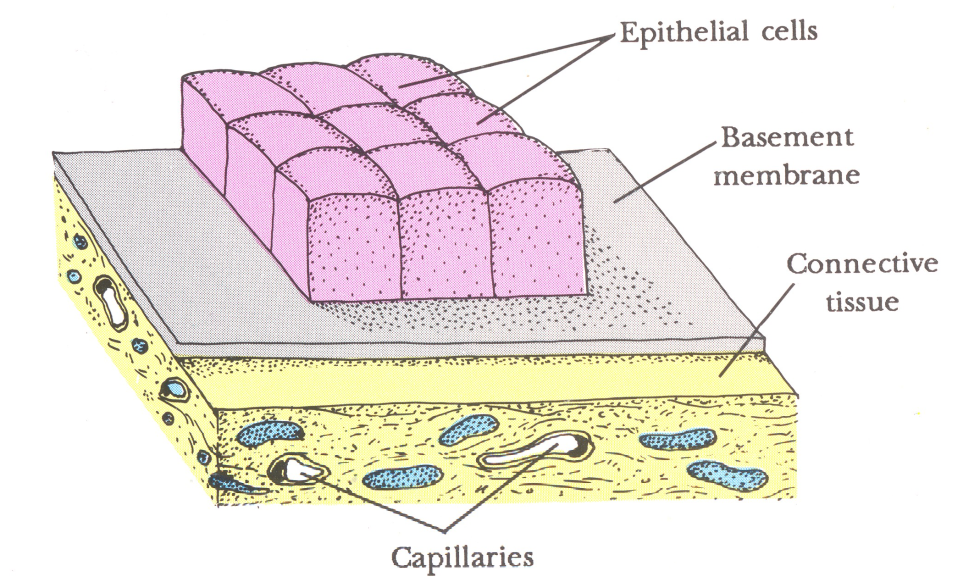 Epithelial cells
Basement
membrane
Connective
tissue
Capillaries